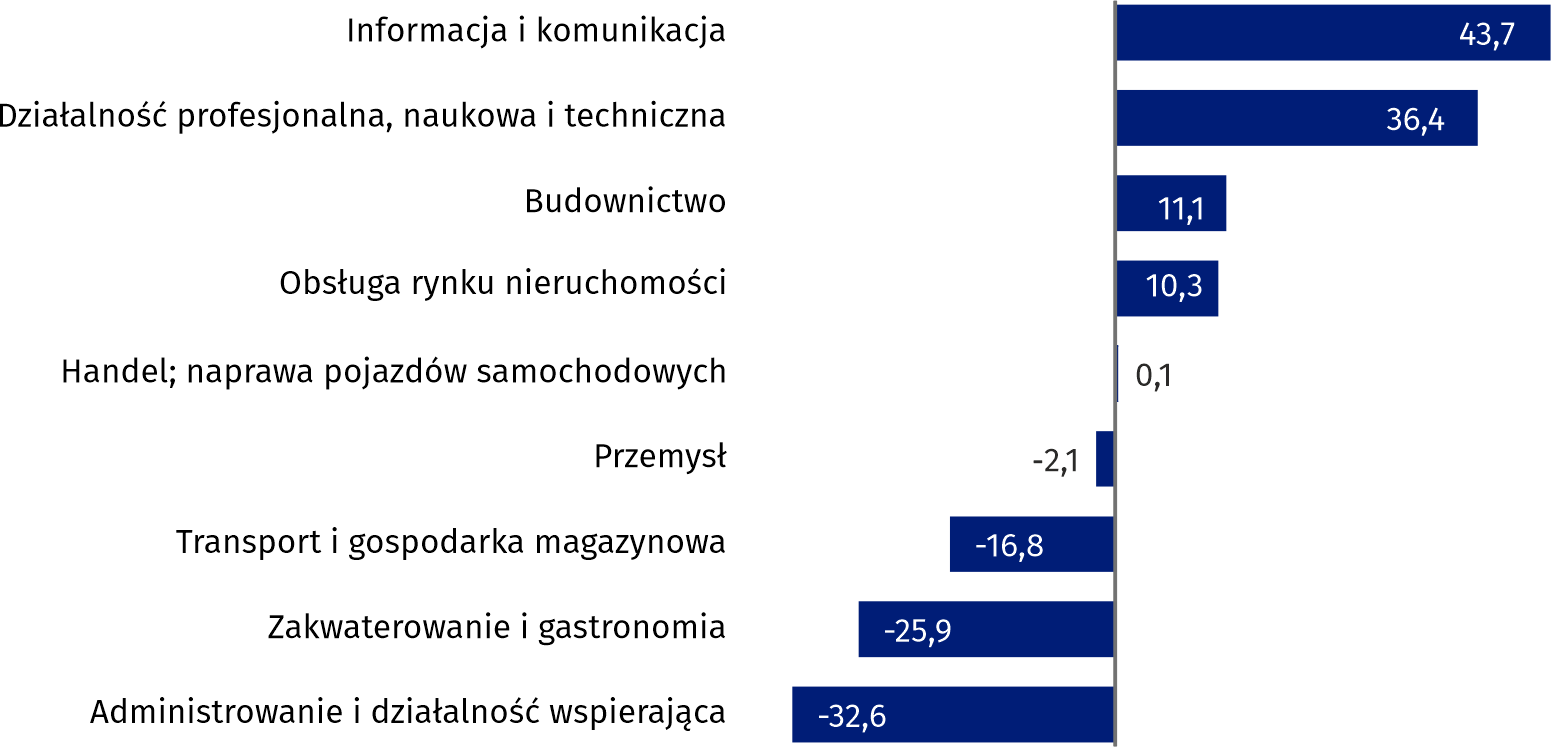 Informacja i komunikacja 43,7
Działalność profesjonalna, naukowa i techniczna 36,4
Budownictwo 11,1
Obsługa rynku nieruchomości 10,3
Handel; naprawa pojazdów samochodowych 0,1
Przemysł -2,1
Transport i gospodarka magazynowa -16,8
Zakwaterowanie i gastronomia -25,9
Administrowanie i działalność wspierająca -32,6